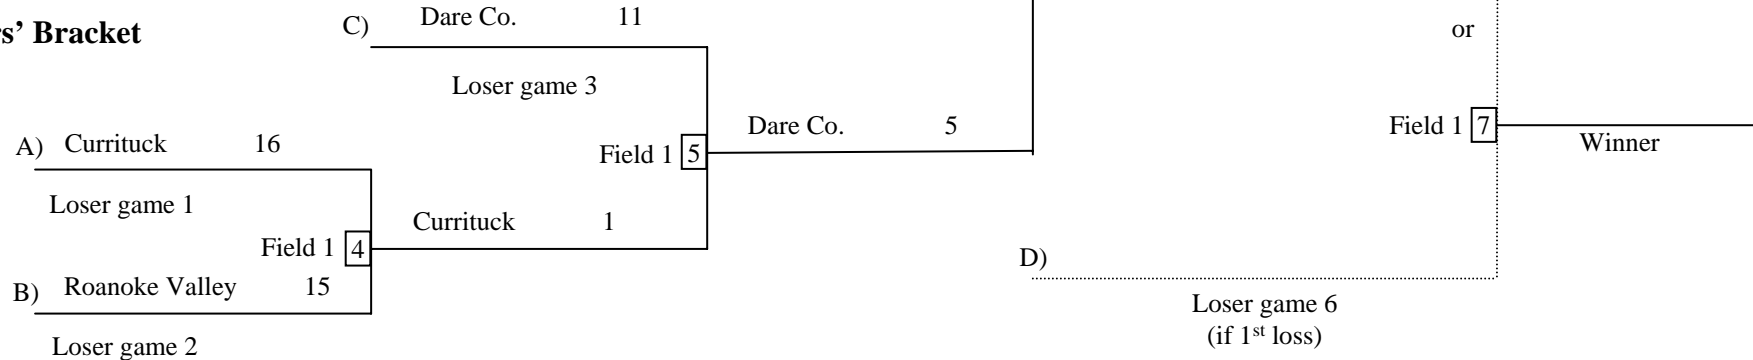 s’ Bracket
C) Dare Co. 11
Loser game 3
A) Currituck 16
Loser game 1
Field 1 4
B) Roanoke Valley 15
Loser game 2
Currituck 1
Field 1 5
Dare Co. 5
or
Field 1 7
Winner
D)
Loser game 6
(if 1st loss)